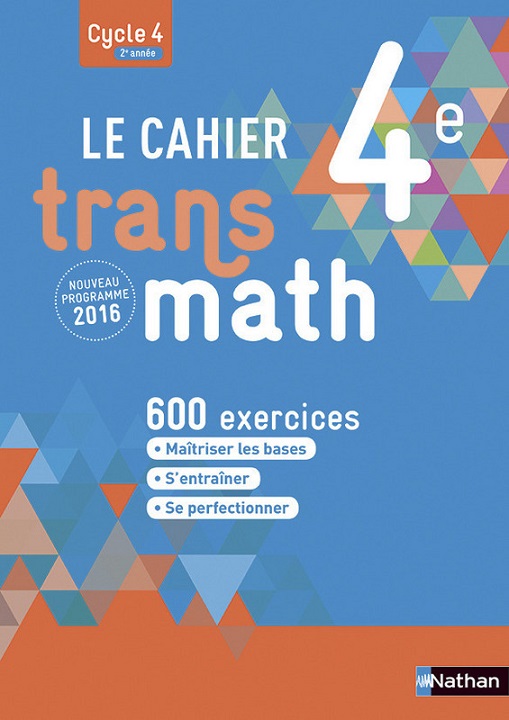 Cycle 4
2e année
4e
LE CAHIER
trans
math
NOUVEAU
PROGRAMME
2016
600 exercices
• Maîtriser les bases
• S'entraîner
• Se perfectionner
Nathan